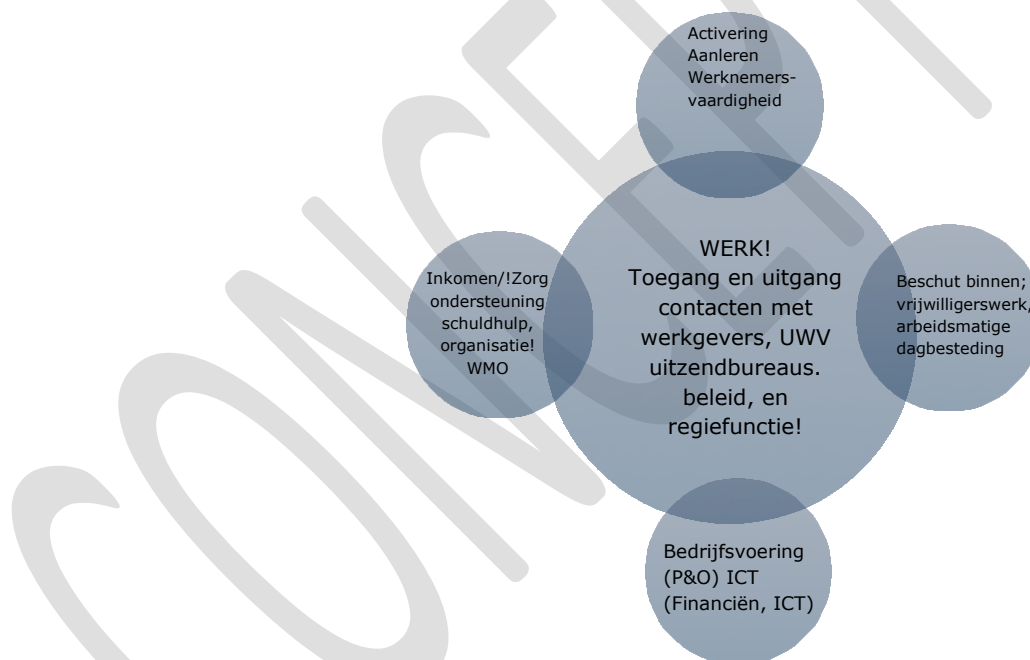 Activering
Aanleren
Werknemers-
vaardigheid
WERK!
Toegang en uitgang
contacten met
werkgevers, UWV
uitzendbureaus.
beleid, en
regiefunctie!
Inkomen/!Zorg
ondersteuning
schuldhulp,
organisatie!
WMO
Beschut binnen;
vrijwilligerswerk,
arbeidsmatige
dagbesteding
Bedrijfsvoering
(P&O) ICT
(Financiën, ICT)
CONCEPT